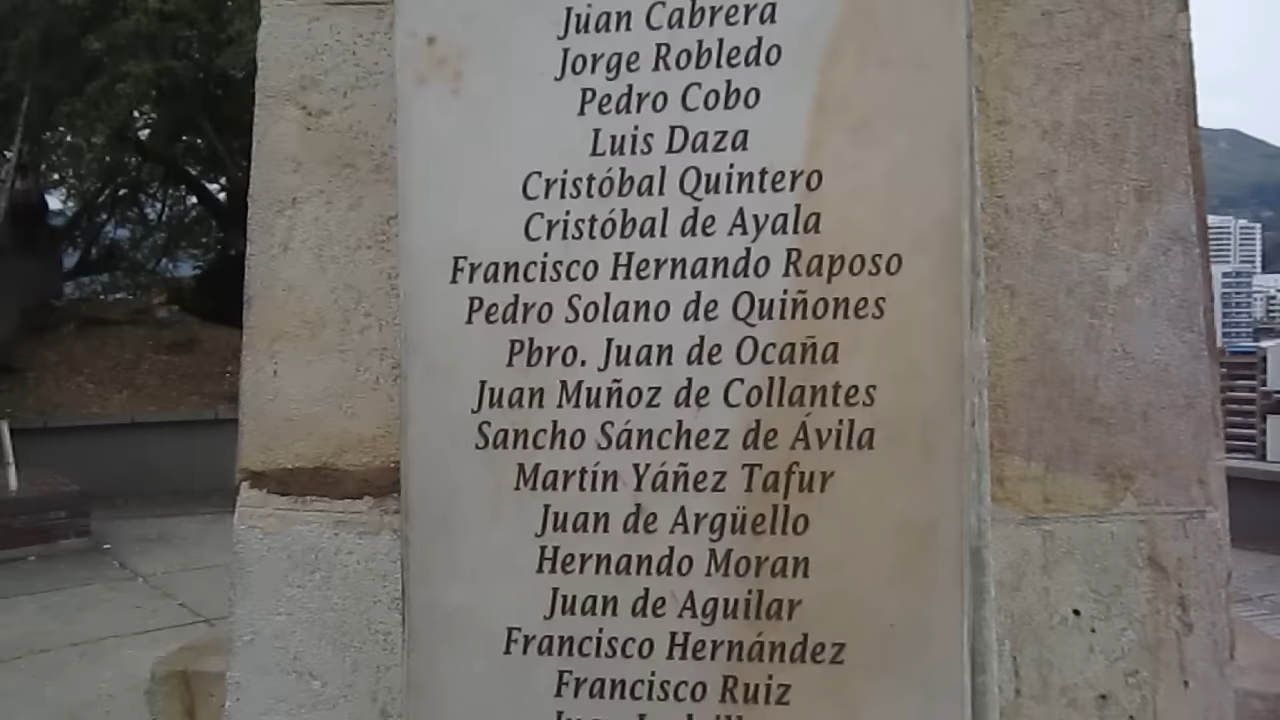 Juan Cabrera
Jorge Robledo
Pedro Cobo
Luis Daza
Cristóbal Quintero
Cristóbal de Ayala
Francisco Hernando Raposo
Pedro Solano de Quiñones
Pbro. Juan de Ocaña
Juan Muñoz de Collantes
Sancho Sánchez de Ávila
Martín Yáñez Tafur
Juan de Argüello
Hernando Moran
Juan de Aguilar
Francisco Hernández
Francisco Ruiz